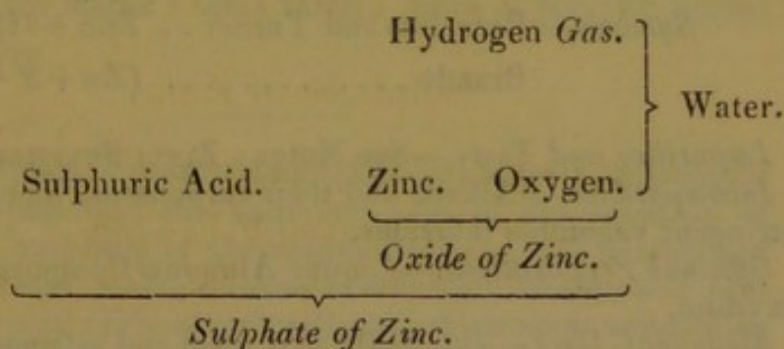 Hydrogen Gas.
Water.
Sulphuric Acid. Zinc. Oxygen.
Oxide of Zinc.
Sulphate of Zinc.